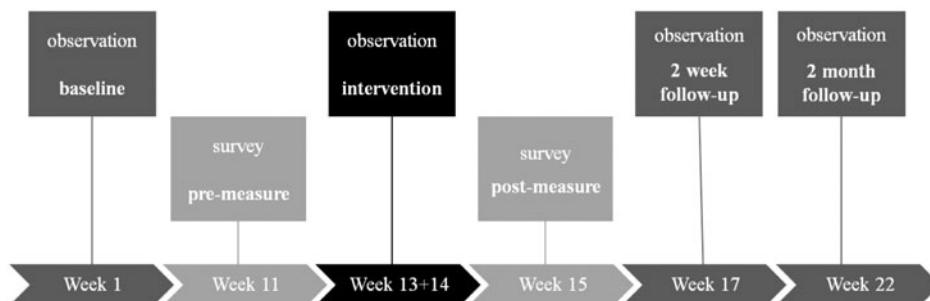 observation
baseline
observation
intervention
observation
2 week
follow-up
observation
2 month
follow-up
survey
pre-measure
survey
post-measure
Week 1
Week 11
Week 13+14
Week 15
Week 17
Week 22